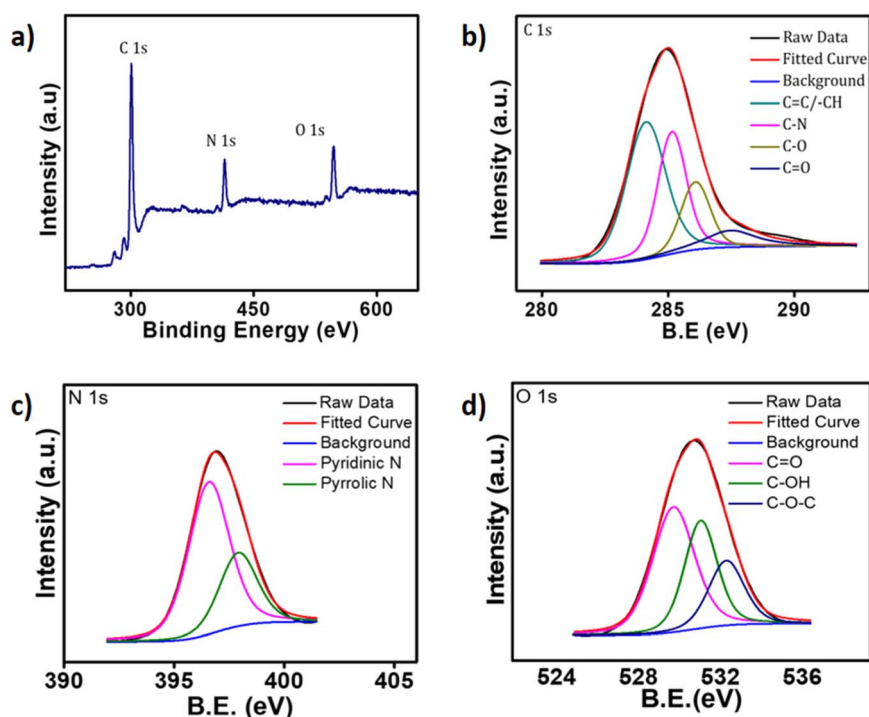 a)
C 1s
N 1s
O 1s
Intensity (a.u)
300
450
600
Binding Energy (eV)
b)
C 1s
Raw Data
Fitted Curve
Background
C=C/-CH
C-N
C-O
C=O
Intensity (a.u.)
280
285
290
B.E (eV)
c)
N 1s
Raw Data
Fitted Curve
Background
Pyridinic N
Pyrrolic N
Intensity (a.u.)
390
395
400
405
B.E. (eV)
d)
O 1s
Raw Data
Fitted Curve
Background
C=O
C-OH
C-O-C
Intensity (a.u.)
524
528
532
536
B.E.(eV)